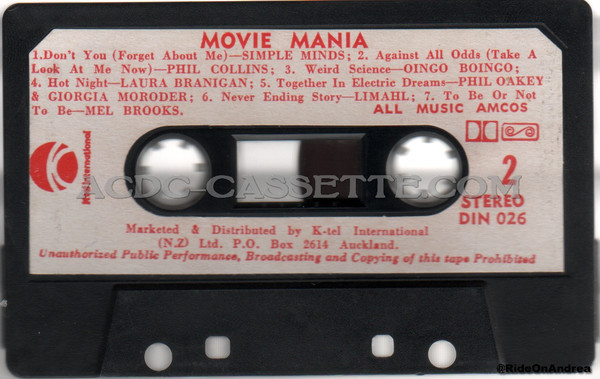 MOVIE MANIA
1.Don't You (Forget About Me)—SIMPLE MINDS; 2. Against All Odds (Take A
Look At Me Now)—PHIL COLLINS; 3. Weird Science—OINGO BOINGO;
4. Hot Night—LAURA BRANIGAN; 5. Together In Electric Dreams—PHIL O'AKEY
& GIORGIA MORODER; 6. Never Ending Story—LIMAHL; 7. To Be Or Not
To Be—MEL BROOKS.
ALL MUSIC AMCOS
International
ACDG-CASSETTE.COM
2
STEREO
DIN 026
Marketed & Distributed by K-tel International
(N.Z) Ltd. P.O. Box 2614 Auckland.
Unauthorized Public Performance, Broadcasting and Copying of this tape Prohibited
@RideOnAndrea